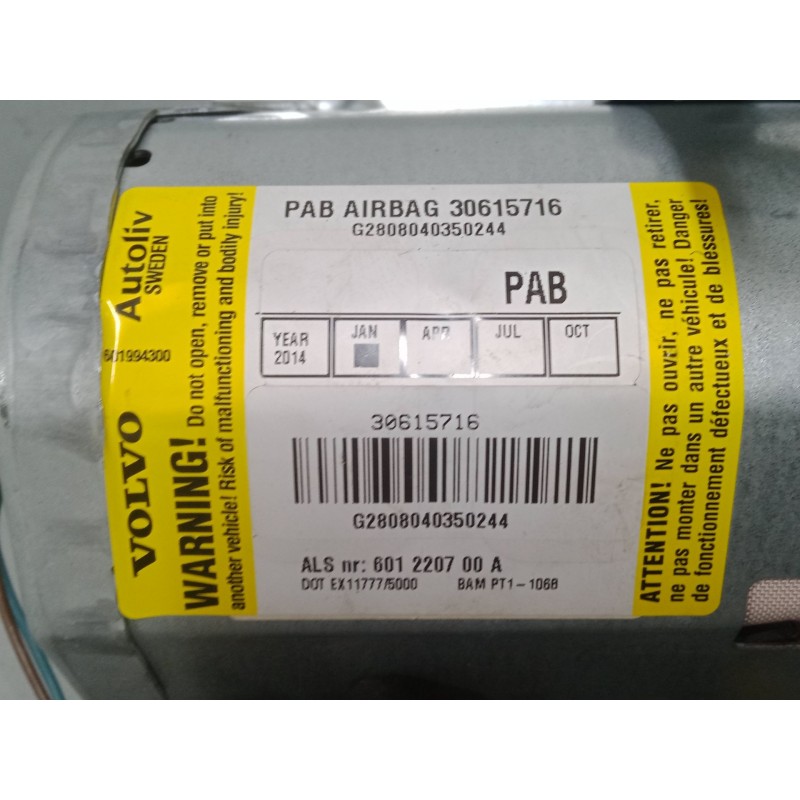 PAB AIRBAG 30615716
G2808040350244
PAB
YEAR 2014
JAN
APR
JUL
OCT
30615716
G2808040350244
ALS nr: 601 2207 00 A
DOT EX11777/5000 BAM PT1-1068
VOLVO
601994300
Autoliv
SWEDEN
WARNING! Do not open, remove or put into
another vehicle! Risk of malfunctioning and bodily injury!
ATTENTION! Ne pas ouvrir, ne pas retirer,
ne pas monter dans un autre véhicule! Danger
de fonctionnement défectueux et de blessures!